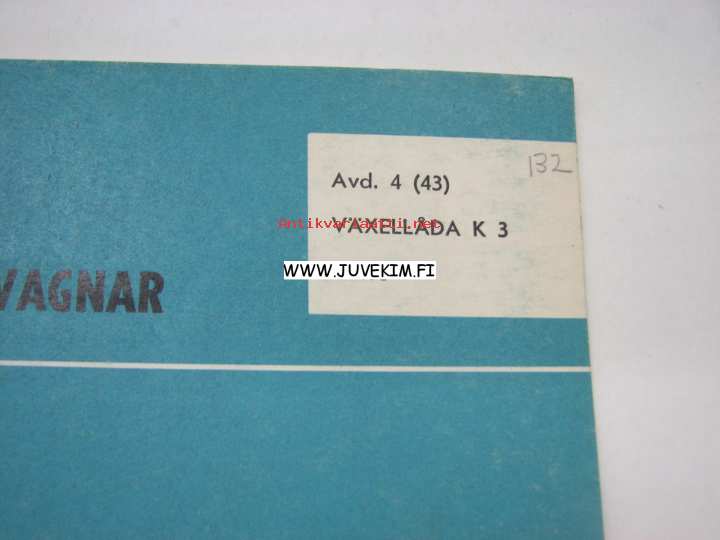 132
Avd. 4 (43)
Antikvariaatti.net
VÄXELLÅDA K 3
WWW.JUVEKIM.FI
VAGNAR